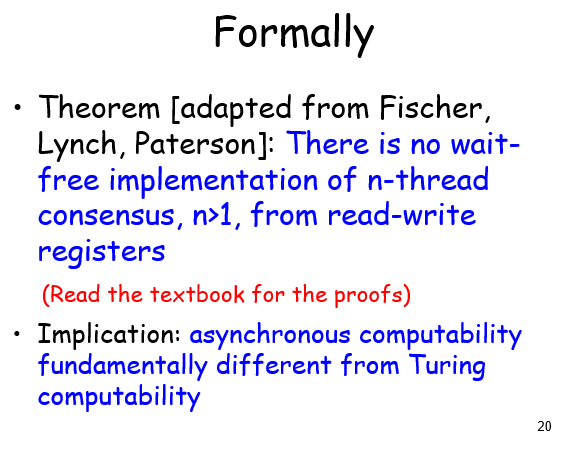 Formally
• Theorem [adapted from Fischer,
Lynch, Paterson]: There is no wait-
free implementation of n-thread
consensus, n>1, from read-write
registers
(Read the textbook for the proofs)
• Implication: asynchronous computability
fundamentally different from Turing
computability
20